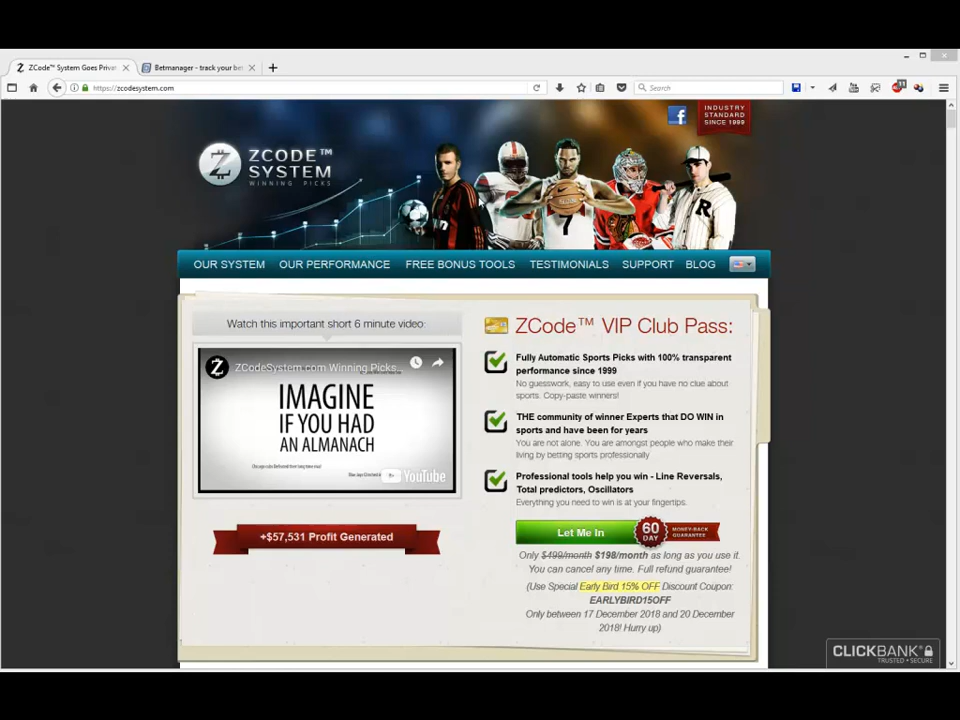 ZCode™ System Goes Priva
Betmanager - track your bet
https://zcodesystem.com
Search
11
INDUSTRY
STANDARD
SINCE 1999
ZCODE™
SYSTEM
WINNING PICKS
R
OUR SYSTEM OUR PERFORMANCE FREE BONUS TOOLS TESTIMONIALS SUPPORT BLOG
Watch this important short 6 minute video:
ZCodeSystem.com Winning Picks...
IMAGINE
IF YOU HAD
AN ALMANACH
YouTube
+$57,531 Profit Generated
ZCode™ VIP Club Pass:
Fully Automatic Sports Picks with 100% transparent
performance since 1999
No guesswork, easy to use even if you have no clue about
sports. Copy-paste winners!
THE community of winner Experts that DO WIN in
sports and have been for years
You are not alone. You are amongst people who make their
living by betting sports professionally
Professional tools help you win - Line Reversals,
Total predictors, Oscillators
Everything you need to win is at your fingertips.
Let Me In
60
DAY
MONEY-BACK
GUARANTEE
Only $499/month $198/month as long as you use it.
You can cancel any time. Full refund guarantee!
(Use Special Early Bird 15% OFF Discount Coupon:
EARLYBIRD15OFF
Only between 17 December 2018 and 20 December
2018! Hurry up)
CLICKBANK®
TRUSTED + SECURE